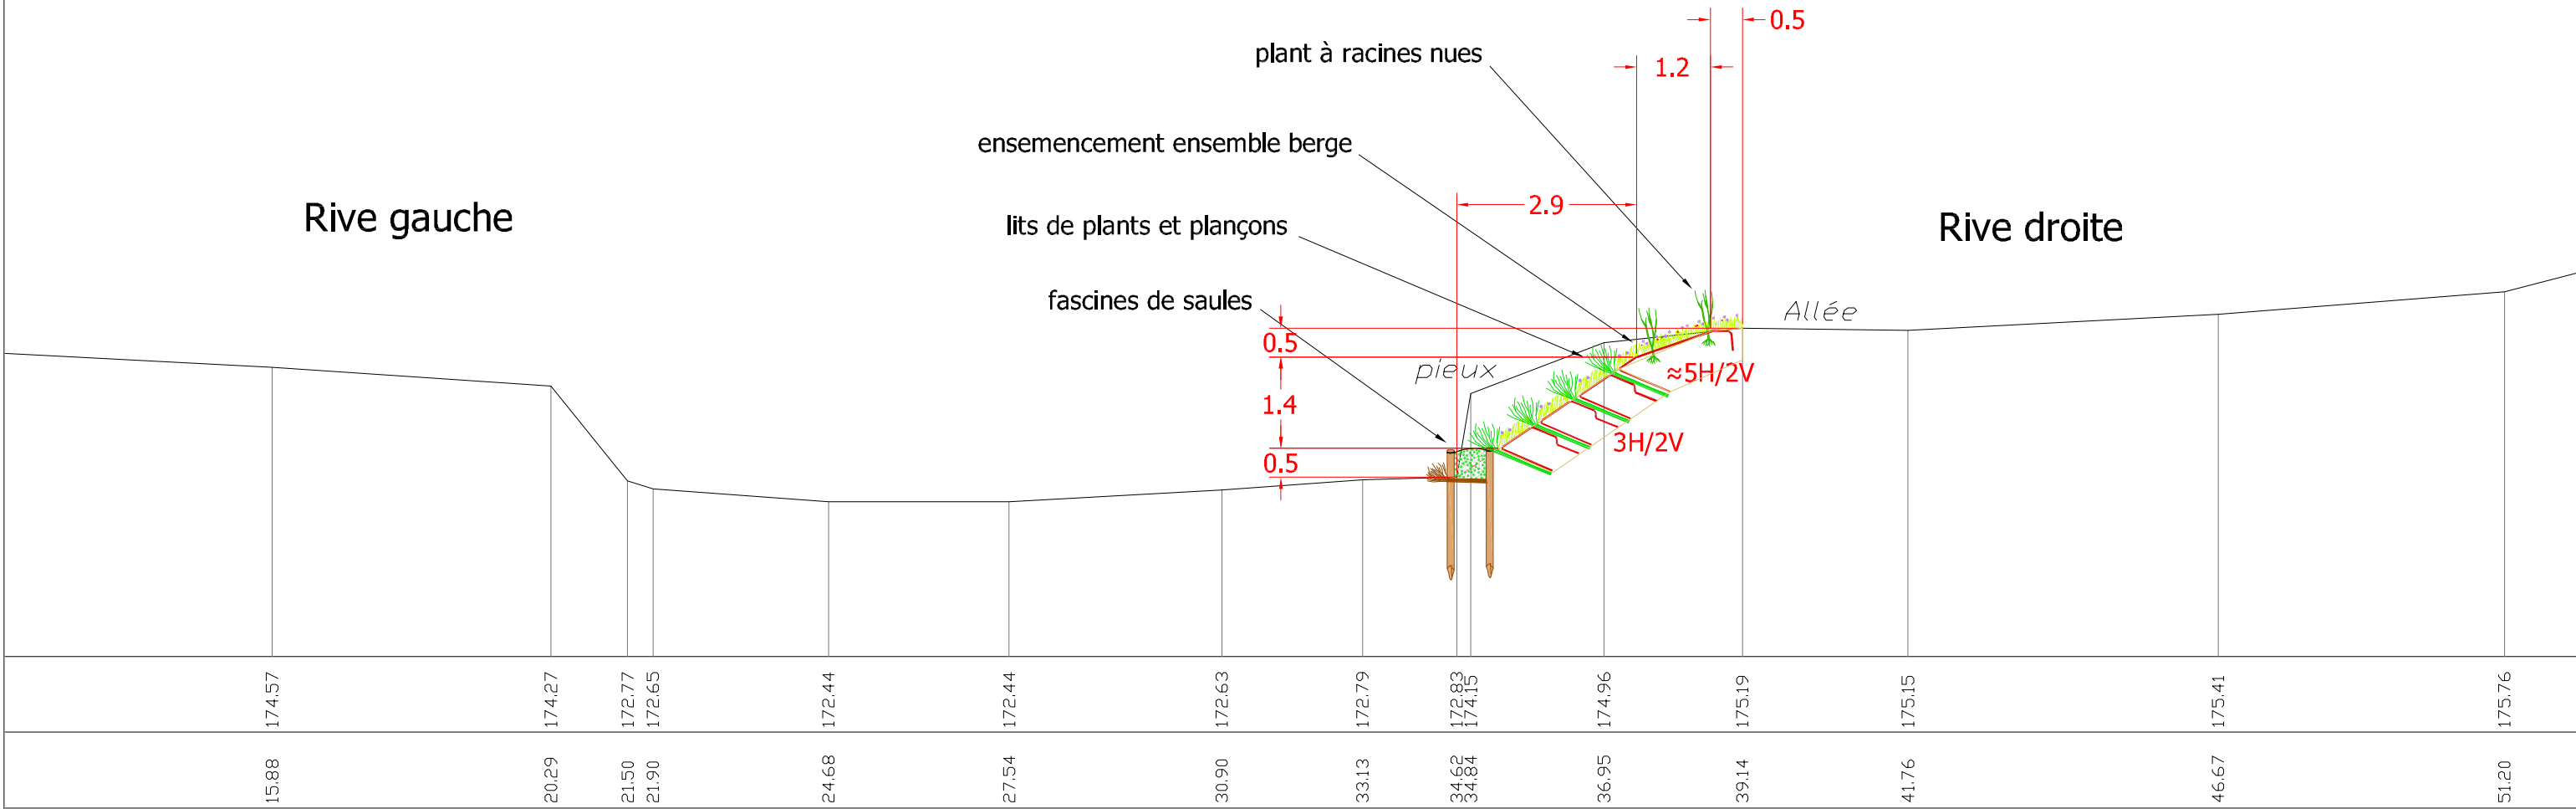 0.5
plant à racines nues
1.2
ensemencement ensemble berge
2.9
Rive gauche
lits de plants et plançons
Rive droite
fascines de saules
Allée
0.5
pieux
≈5H/2V
1.4
3H/2V
0.5
174.57 174.27 172.77 172.65 172.44 172.44 172.63 172.79 172.83 174.15 174.96 175.19 175.15 175.41 175.76
15.88 20.29 21.50 21.90 24.68 27.54 30.90 33.13 34.62 34.84 36.95 39.14 41.76 46.67 51.20